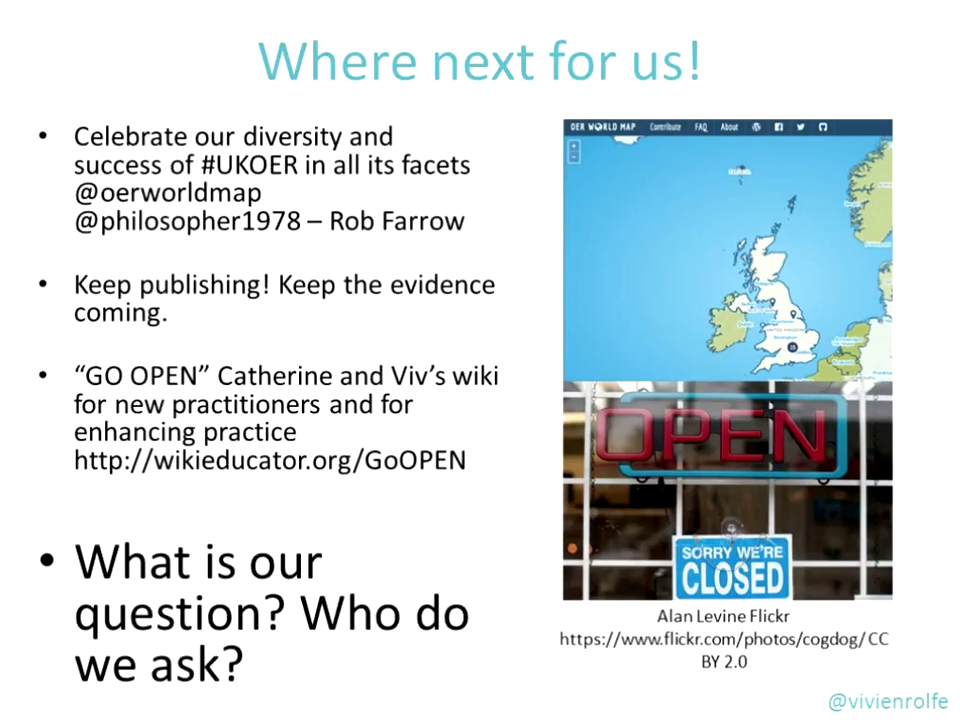 Where next for us!
• Celebrate our diversity and
success of #UKOER in all its facets
@oerworldmap
@philosopher1978 – Rob Farrow
• Keep publishing! Keep the evidence
coming.
• “GO OPEN” Catherine and Viv’s wiki
for new practitioners and for
enhancing practice
http://wikieducator.org/GoOPEN
• What is our
question? Who do
we ask?
OER WORLD MAP Contribute FAQ About
OPEN
SORRY WE'RE
CLOSED
Alan Levine Flickr
https://www.flickr.com/photos/cogdog/ CC
BY 2.0
@vivienrolfe